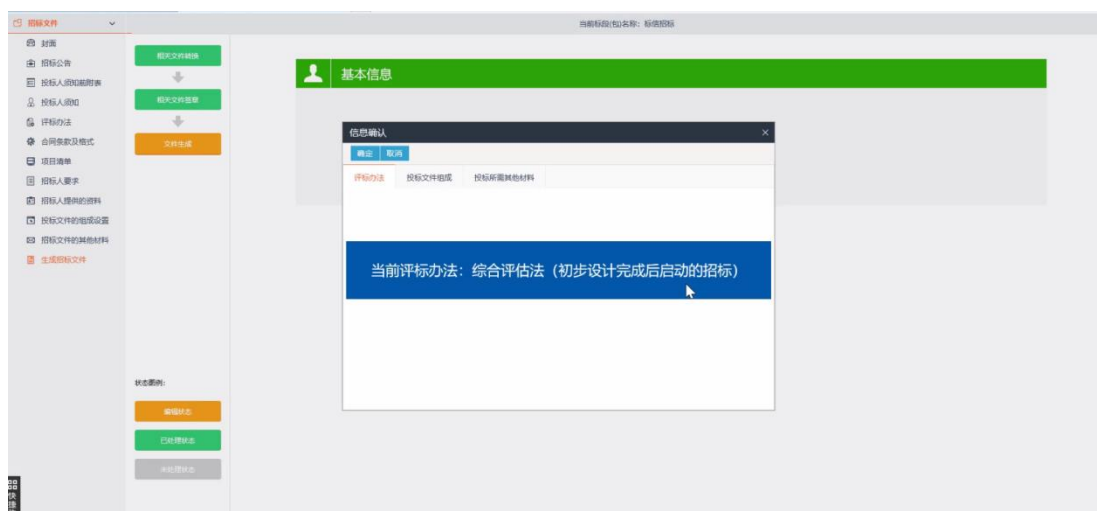 招标文件
当前标段(包)名称：标信招标
封面
招标公告
投标人须知前附表
投标人须知
评标办法
合同条款及格式
项目清单
招标人要求
招标人提供的资料
投标文件的组成设置
招标文件的其他材料
生成招标文件
相关文件转换
相关文件签章
文件生成
状态图例：
编辑状态
已处理状态
未处理状态
基本信息
信息确认
确定 取消
评标办法 投标文件组成 投标所需其他材料
当前评标办法：综合评估法（初步设计完成后启动的招标）
快
捷